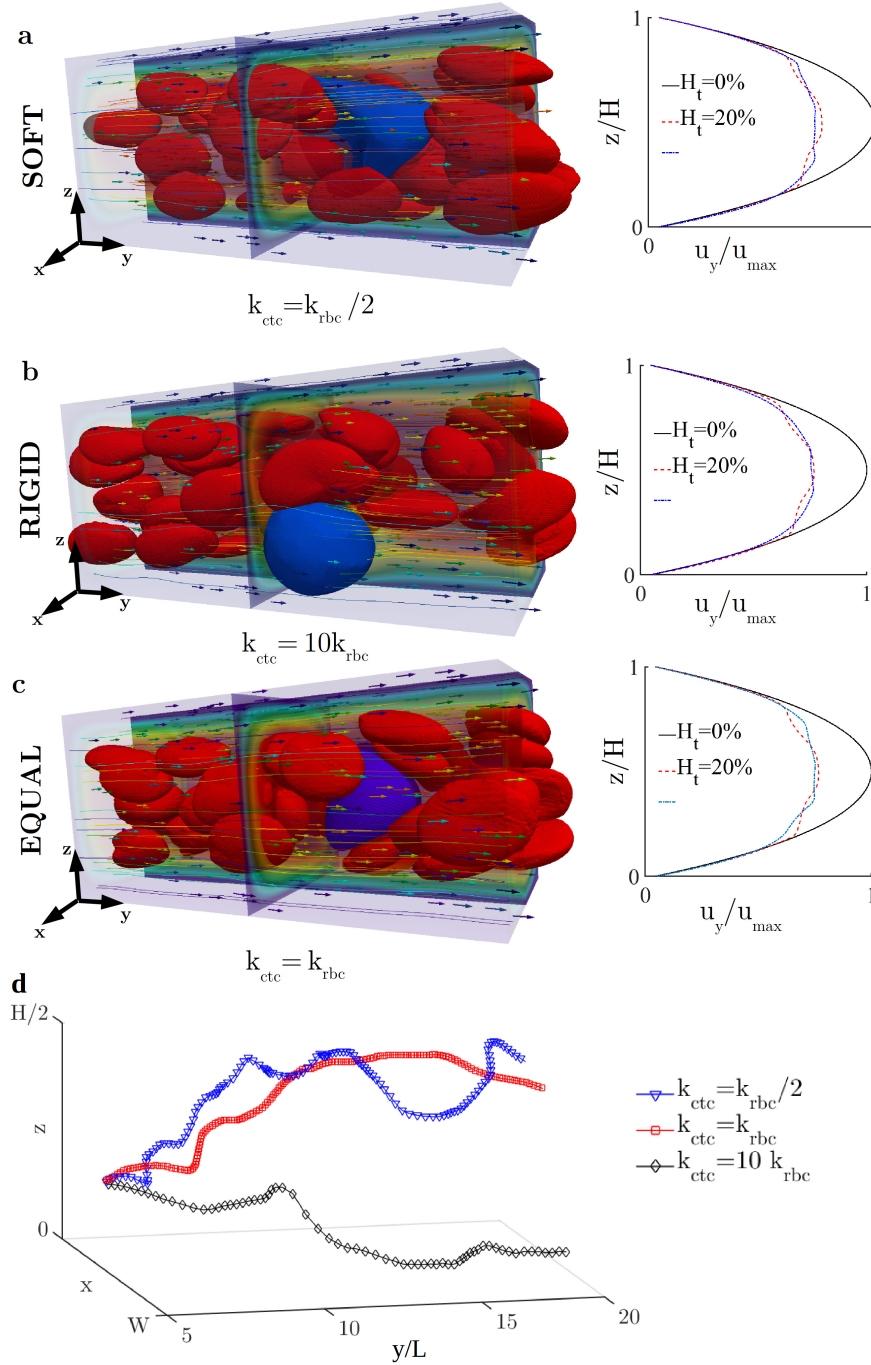 a
SOFT
z
x
y
k_ctc=k_rbc/2
1
z/H
H_t=0%
H_t=20%
0
0
u_y/u_max
b
RIGID
z
x
y
k_ctc=10k_rbc
1
z/H
H_t=0%
H_t=20%
0
0
1
u_y/u_max
c
EQUAL
z
x
y
k_ctc=k_rbc
1
z/H
H_t=0%
H_t=20%
0
0
1
u_y/u_max
d
H/2
z
0
x
W
5
10
15
20
y/L
k_ctc=k_rbc/2
k_ctc=k_rbc
k_ctc=10 k_rbc